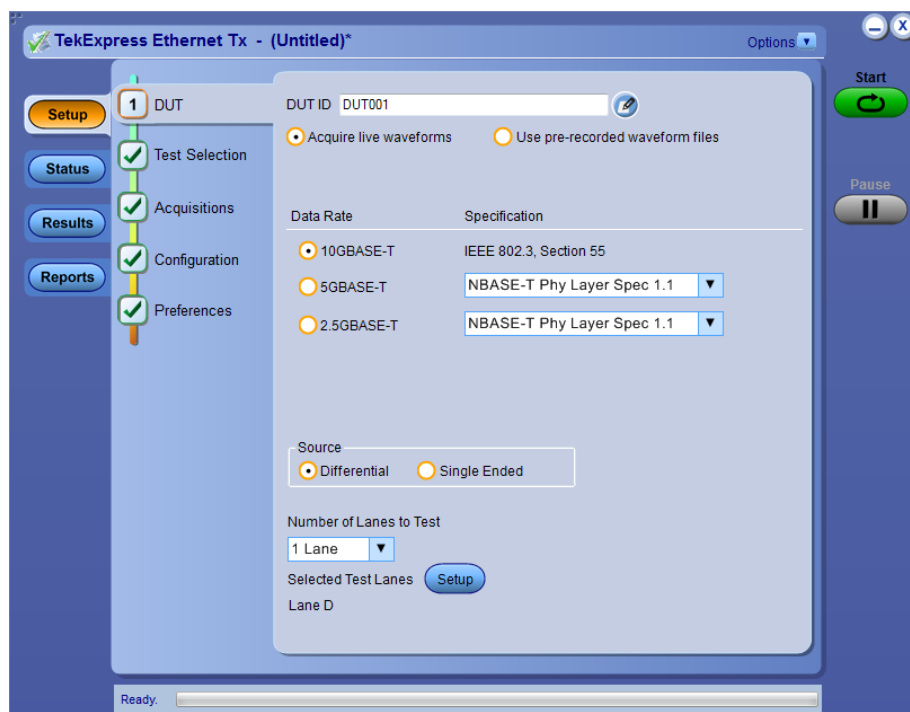 TekExpress Ethernet Tx - (Untitled)*
Options
X
Start
Pause
Setup
Status
Results
Reports
1 DUT
Test Selection
Acquisitions
Configuration
Preferences
DUT ID DUT001
Acquire live waveforms Use pre-recorded waveform files
Data Rate Specification
10GBASE-T IEEE 802.3, Section 55
5GBASE-T NBASE-T Phy Layer Spec 1.1
2.5GBASE-T NBASE-T Phy Layer Spec 1.1
Source
Differential Single Ended
Number of Lanes to Test
1 Lane
Selected Test Lanes Setup
Lane D
Ready.